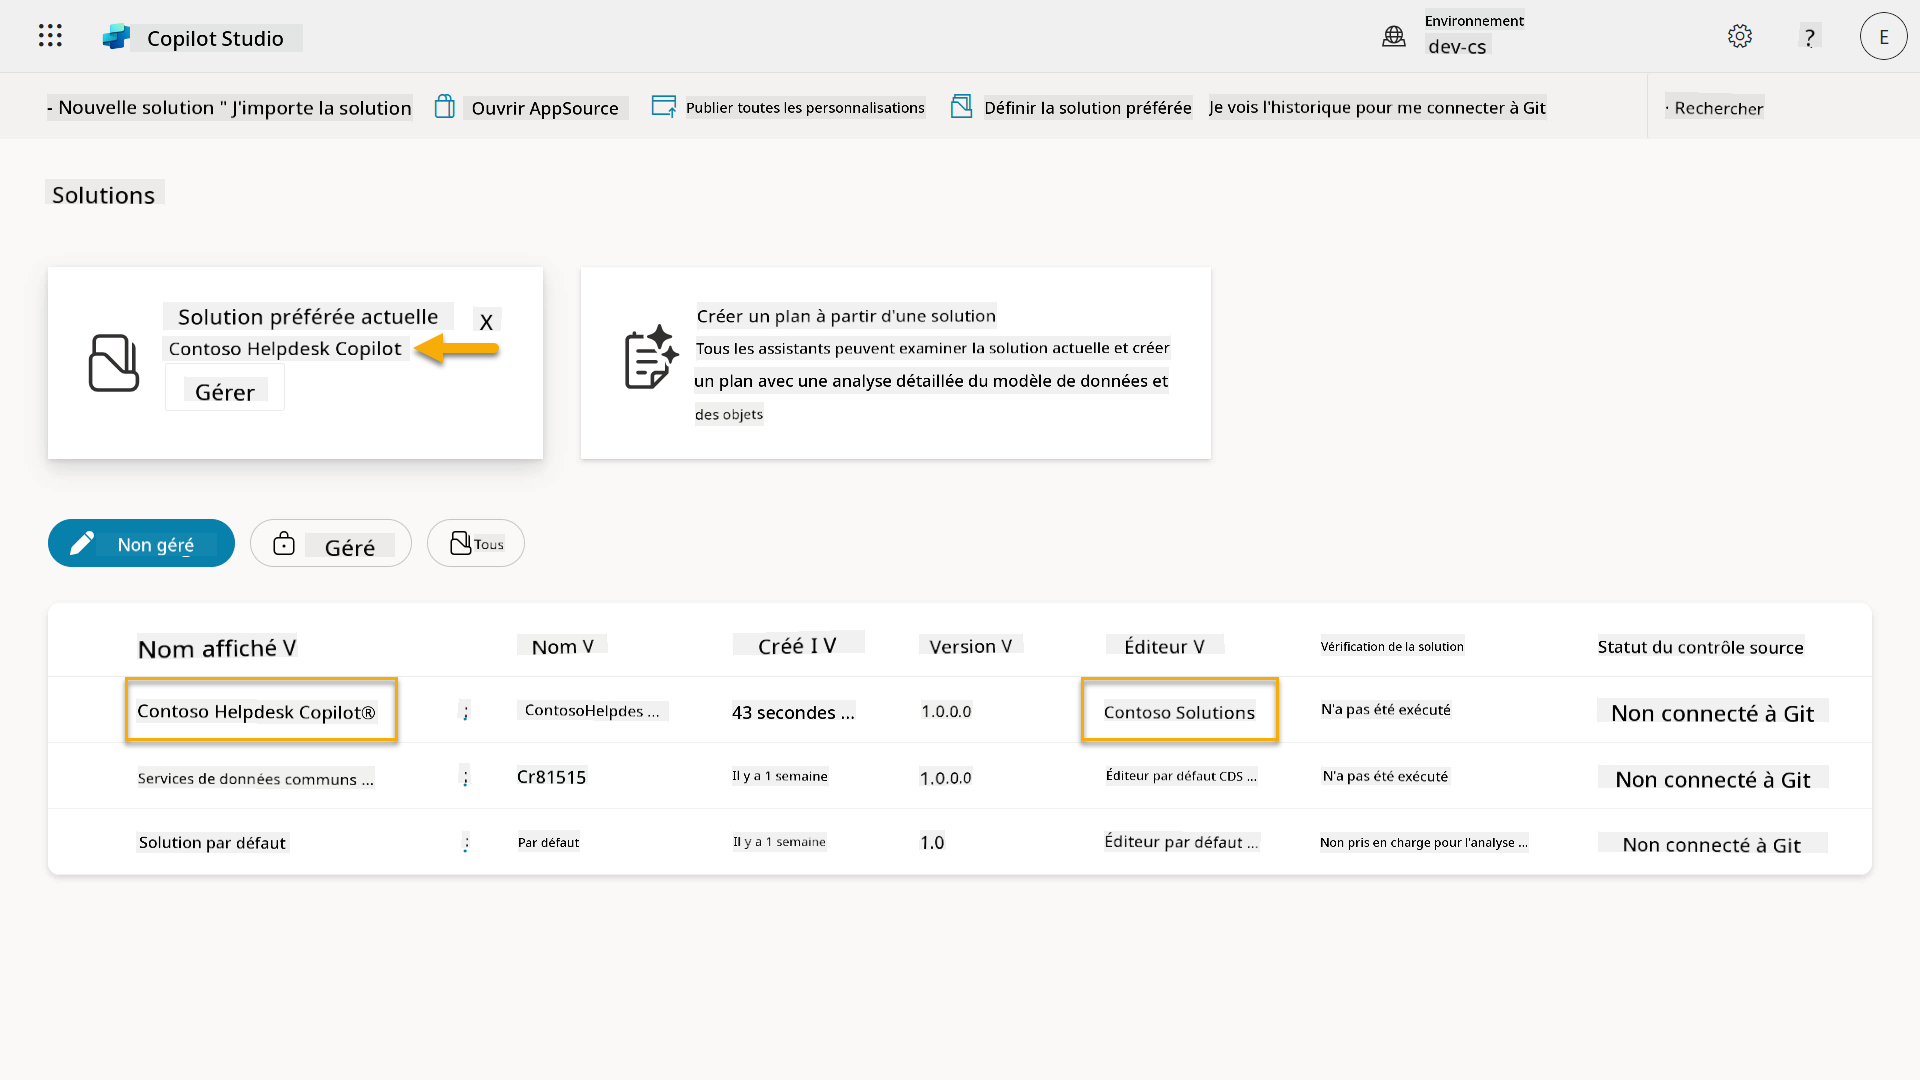 Copilot Studio
Environnement
dev-cs
?
E
- Nouvelle solution " J'importe la solution
Ouvrir AppSource
Publier toutes les personnalisations
Définir la solution préférée
Je vois l'historique pour me connecter à Git
· Rechercher
Solutions
Solution préférée actuelle
X
Contoso Helpdesk Copilot
Gérer
Créer un plan à partir d'une solution
Tous les assistants peuvent examiner la solution actuelle et créer
un plan avec une analyse détaillée du modèle de données et
des objets
Non géré
Géré
Tous
Nom affiché V
Nom V
Créé I V
Version V
Éditeur V
Vérification de la solution
Statut du contrôle source
Contoso Helpdesk Copilot®
;
ContosoHelpdes ...
43 secondes ...
1.0.0.0
Contoso Solutions
N'a pas été exécuté
Non connecté à Git
Services de données communs ...
;
Cr81515
Il y a 1 semaine
1.0.0.0
Éditeur par défaut CDS ...
N'a pas été exécuté
Non connecté à Git
Solution par défaut
:
Par défaut
Il y a 1 semaine
1.0
Éditeur par défaut ...
Non pris en charge pour l'analyse ...
Non connecté à Git